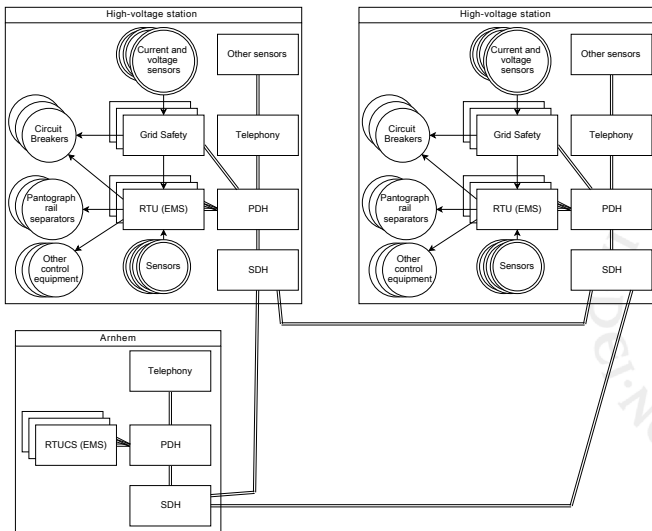 High-voltage station
Current and
voltage
sensors
Other sensors
Circuit
Breakers
Grid Safety
Telephony
Pantograph
rail
separators
RTU (EMS)
PDH
Other
control
equipment
Sensors
SDH
High-voltage station
Current and
voltage
sensors
Other sensors
Circuit
Breakers
Grid Safety
Telephony
Pantograph
rail
separators
RTU (EMS)
PDH
Other
control
equipment
Sensors
SDH
Arnhem
Telephony
RTUCS (EMS)
PDH
SDH